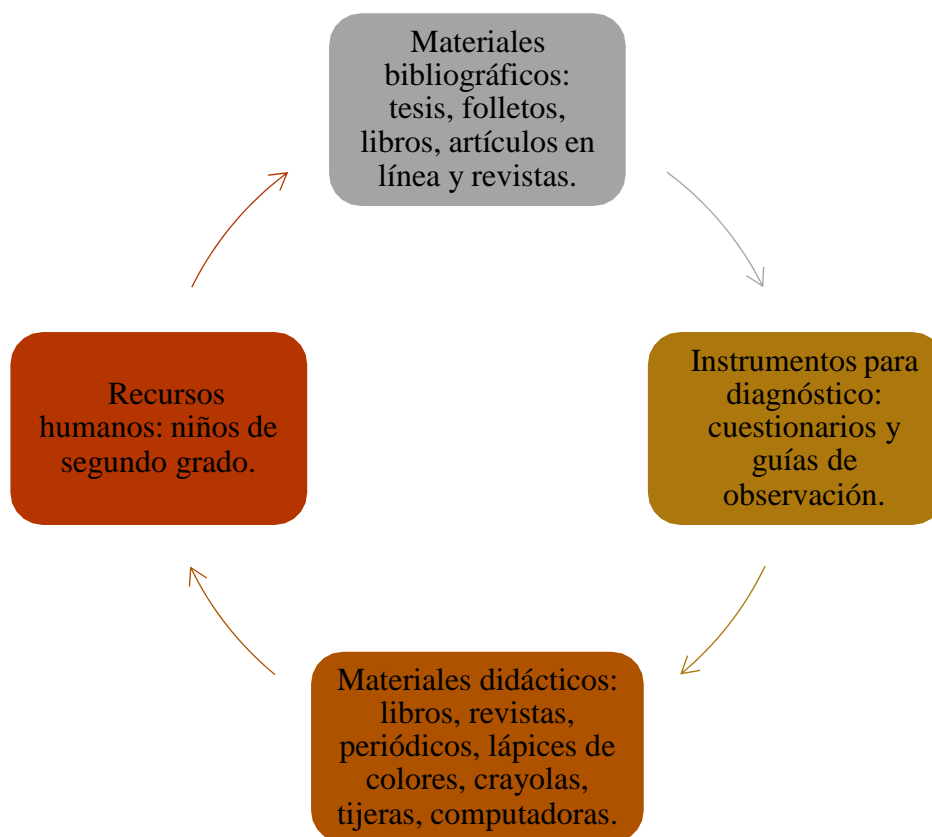 Materiales
bibliográficos:
tesis, folletos,
libros, artículos en
línea y revistas.
Instrumentos para
diagnóstico:
cuestionarios y
guías de
observación.
Materiales didácticos:
libros, revistas,
periódicos, lápices de
colores, crayolas,
tijeras, computadoras.
Recursos
humanos: niños de
segundo grado.